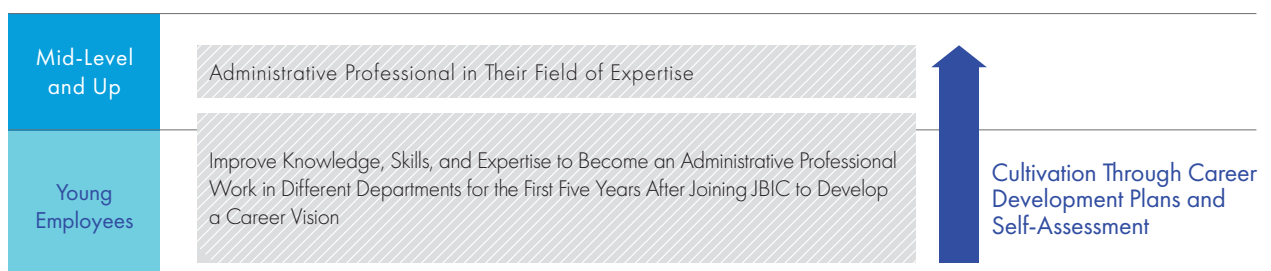 Mid-Level
and Up
Administrative Professional in Their Field of Expertise
Young
Employees
Improve Knowledge, Skills, and Expertise to Become an Administrative Professional
Work in Different Departments for the First Five Years After Joining JBIC to Develop
a Career Vision
Cultivation Through Career
Development Plans and
Self-Assessment